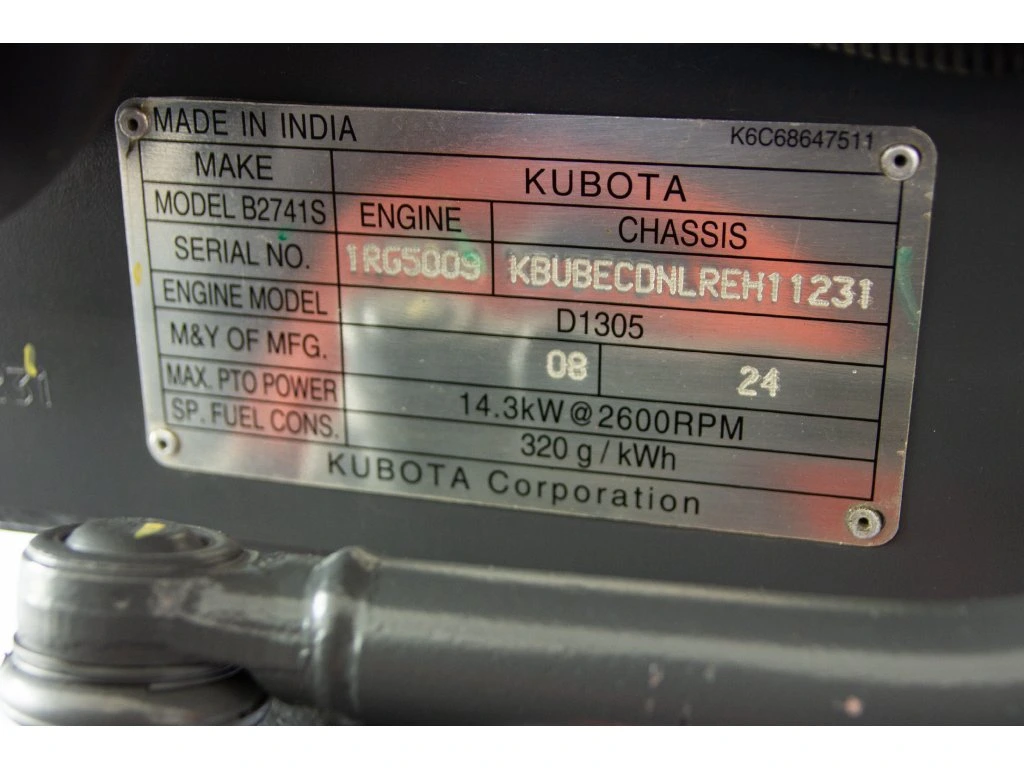 MADE IN INDIA K6C68647511
MAKE KUBOTA
MODEL B2741S ENGINE CHASSIS
SERIAL NO. 1RG5009 KBUBECDNLREH11231
ENGINE MODEL D1305
M&Y OF MFG. 08 24
MAX. PTO POWER 14.3kW@2600RPM
SP. FUEL CONS. 320 g / kWh
KUBOTA Corporation
231